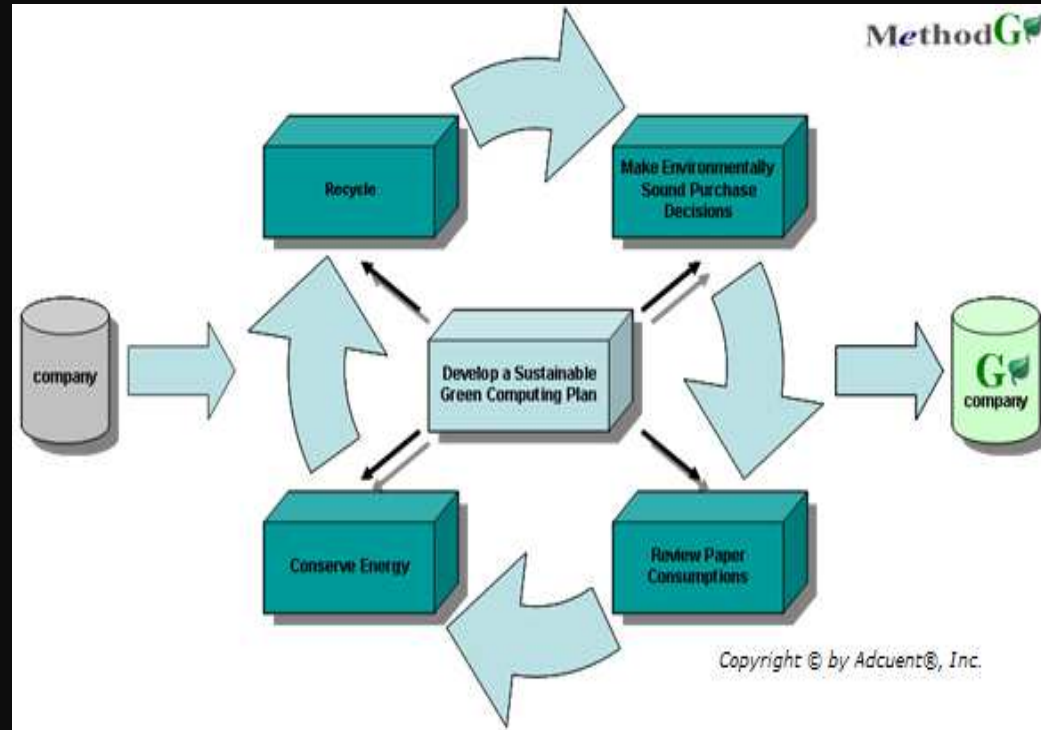 MethodG
Recycle
Make Environmentally
Sound Purchase
Decisions
company
Develop a Sustainable
Green Computing Plan
G
company
Conserve Energy
Review Paper
Consumptions
Copyright © by Adcuent®, Inc.